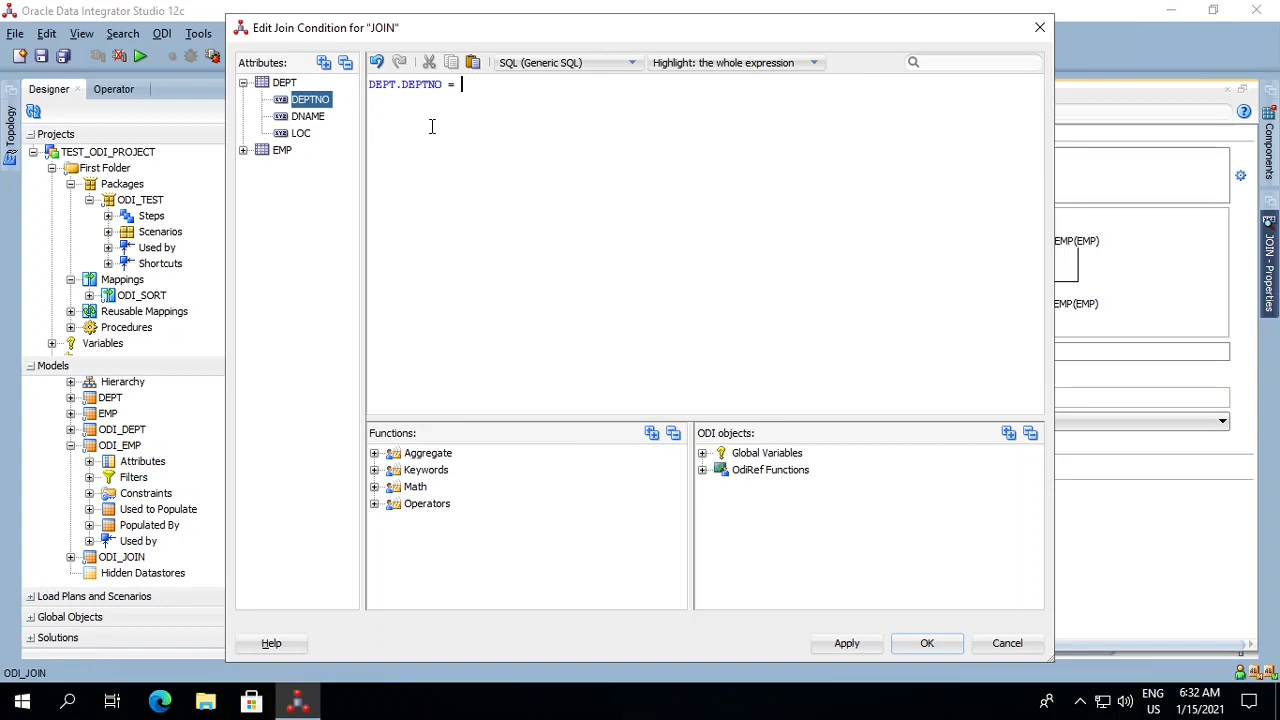 Oracle Data Integrator Studio 12c
File Edit View Search ODI Tools
Designer
Operator
Topology
Projects
TEST_ODI_PROJECT
First Folder
Packages
ODI_TEST
Steps
Scenarios
Used by
Shortcuts
Mappings
ODI_SORT
Reusable Mappings
Procedures
Variables
Models
Hierarchy
DEPT
EMP
ODI_DEPT
ODI_EMP
Attributes
Filters
Constraints
Used to Populate
Populated By
Used by
ODI_JOIN
Hidden Datastores
Load Plans and Scenarios
Global Objects
Solutions
ODI_JOIN
Edit Join Condition for "JOIN"
Attributes:
DEPT
DEPTNO
DNAME
LOC
EMP
SQL (Generic SQL)
Highlight: the whole expression
DEPT.DEPTNO =
Functions:
Aggregate
Keywords
Math
Operators
ODI objects:
Global Variables
OdiRef Functions
Help
Apply
OK
Cancel
EMP(EMP)
EMP(EMP)
Components
JOIN - Properties
ENG
US
6:32 AM
1/15/2021